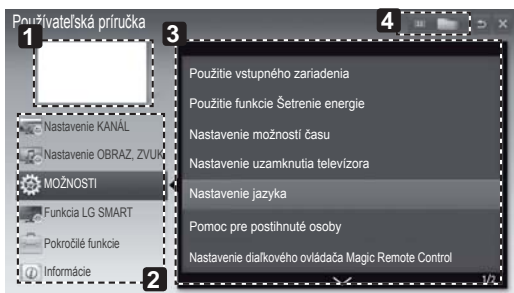 Používateľská príručka
4
1
3
Nastavenie KANÁL
Nastavenie OBRAZ, ZVUK
MOŽNOSTI
Funkcia LG SMART
Pokročilé funkcie
Informácie
2
Použitie vstupného zariadenia
Použitie funkcie Šetrenie energie
Nastavenie možností času
Nastavenie uzamknutia televízora
Nastavenie jazyka
Pomoc pre postihnuté osoby
Nastavenie diaľkového ovládača Magic Remote Control
1/2